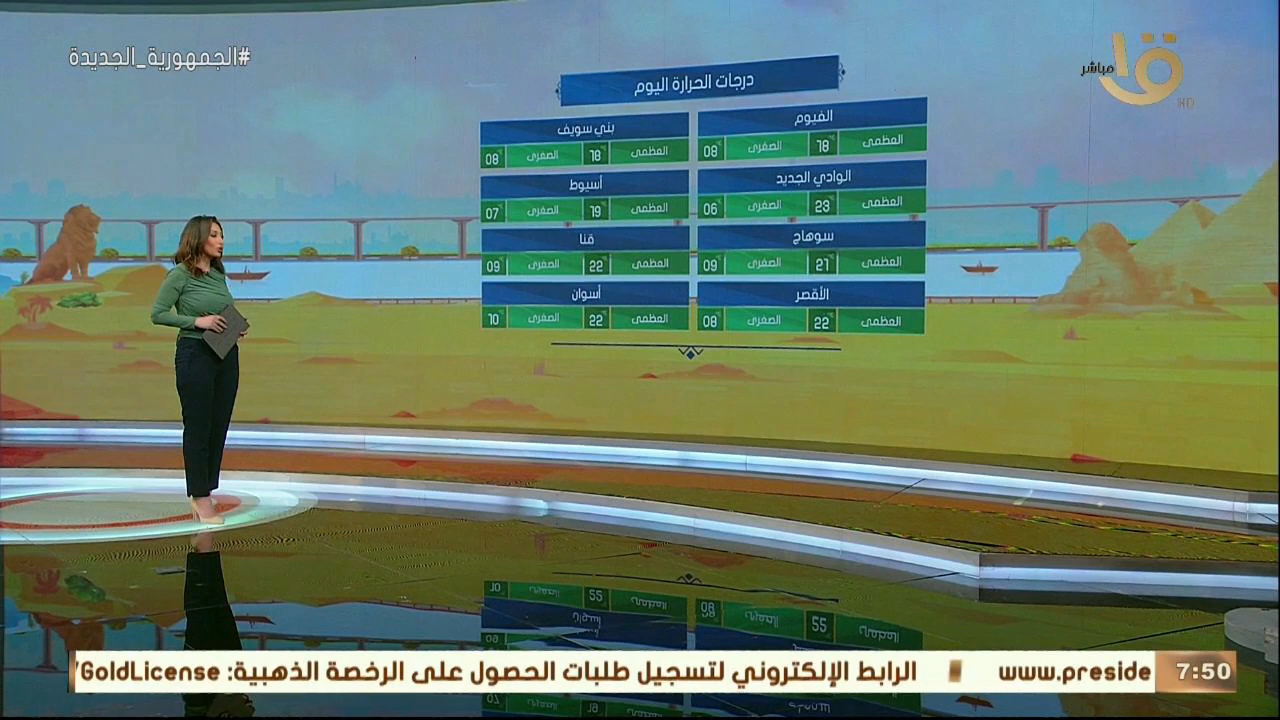 #الجمهورية_الجديدة
مباشر
HD
درجات الحرارة اليوم
الفيوم
العظمى 18 الصغرى 08
بني سويف
العظمى 18 الصغرى 08
الوادي الجديد
العظمى 23 الصغرى 06
أسيوط
العظمى 19 الصغرى 07
سوهاج
العظمى 21 الصغرى 09
قنا
العظمى 22 الصغرى 09
الأقصر
العظمى 22 الصغرى 08
أسوان
العظمى 22 الصغرى 10
7:50 www.preside الرابط الإلكتروني لتسجيل طلبات الحصول على الرخصة الذهبية: GoldLicense